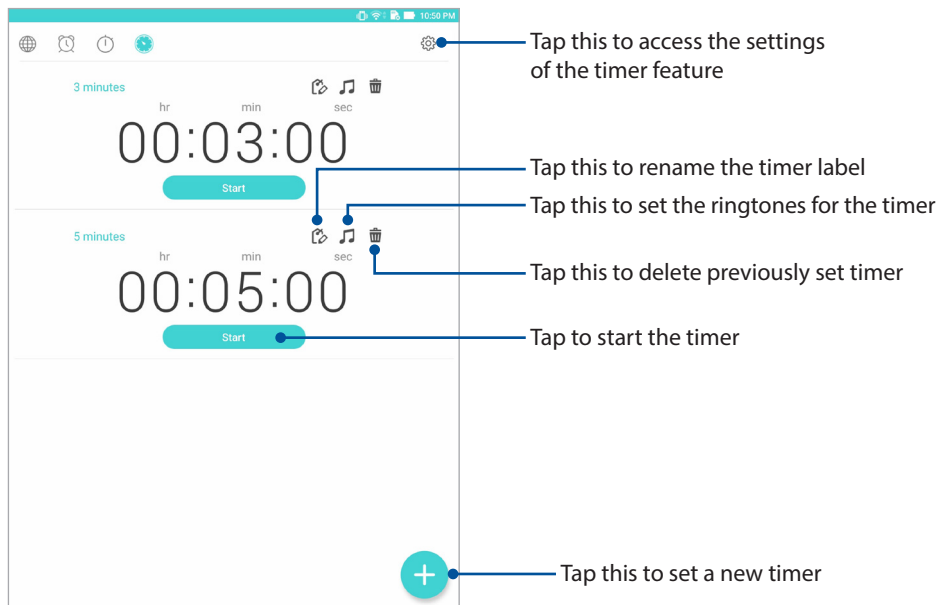 10:50 PM
Tap this to access the settings
of the timer feature
3 minutes
hr min sec
00:03:00
Start
Tap this to rename the timer label
Tap this to set the ringtones for the timer
5 minutes
hr min sec
Tap this to delete previously set timer
00:05:00
Start
Tap to start the timer
Tap this to set a new timer